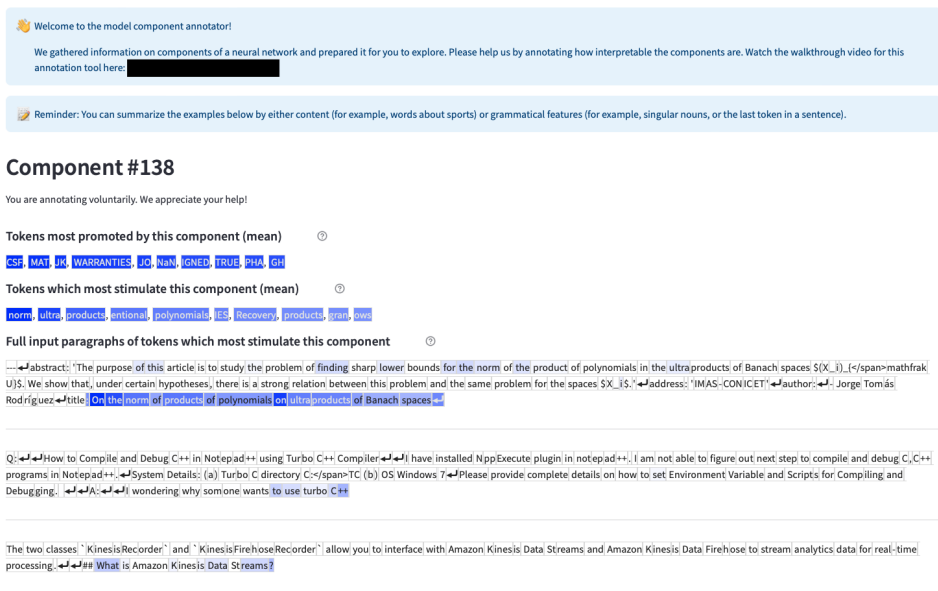 👋 Welcome to the model component annotator!
We gathered information on components of a neural network and prepared it for you to explore. Please help us by annotating how interpretable the components are. Watch the walkthrough video for this
annotation tool here:
📝 Reminder: You can summarize the examples below by either content (for example, words about sports) or grammatical features (for example, singular nouns, or the last token in a sentence).
Component #138
You are annotating voluntarily. We appreciate your help!
Tokens most promoted by this component (mean) ?
CSF, MAT, JK, WARRANTIES, JO, NaN, IGNED, TRUE, PHA, GH
Tokens which most stimulate this component (mean) ?
norm, ultra, products, entional, polynomials, IES, Recovery, products, gran, ows
Full input paragraphs of tokens which most stimulate this component ?
---↵abstract: 'The purpose of this article is to study the problem of finding sharp lower bounds for the norm of the product of polynomials in the ultraproducts of Banach spaces $(X_i)_(</span>mathfrak
U)$. We show that, under certain hypotheses, there is a strong relation between this problem and the same problem for the spaces $X_i$.'↵address: 'IMAS-CONICET'↵author:↵- Jorge Tomás
Rodríguez↵title: On the norm of products of polynomials on ultraproducts of Banach spaces↵
Q:↵↵How to Compile and Debug C++ in Notepad++ using Turbo C++ Compiler↵↵I have installed NppExecute plugin in notepad++. I am not able to figure out next step to compile and debug C,C++
programs in Notepad++.↵System Details: (a) Turbo C directory C:</span>TC (b) OS Windows 7↵Please provide complete details on how to set Environment Variable and Scripts for Compiling and
Debugging. ↵↵A:↵↵I wondering why somone wants to use turbo C++
The two classes `KinesisRecorder` and `KinesisFirehoseRecorder` allow you to interface with Amazon Kinesis Data Streams and Amazon Kinesis Data Firehose to stream analytics data for real-time
processing.↵↵## What is Amazon Kinesis Data Streams?